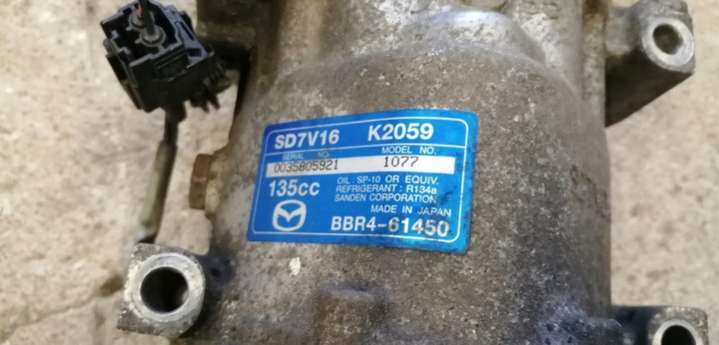 SD7V16 K2059
SERIAL NO. MODEL NO.
0035805921 1077
135cc
OIL: SP-10 OR EQUIV.
REFRIGERANT: R134a
SANDEN CORPORATION
MADE IN JAPAN
BBR4-61450